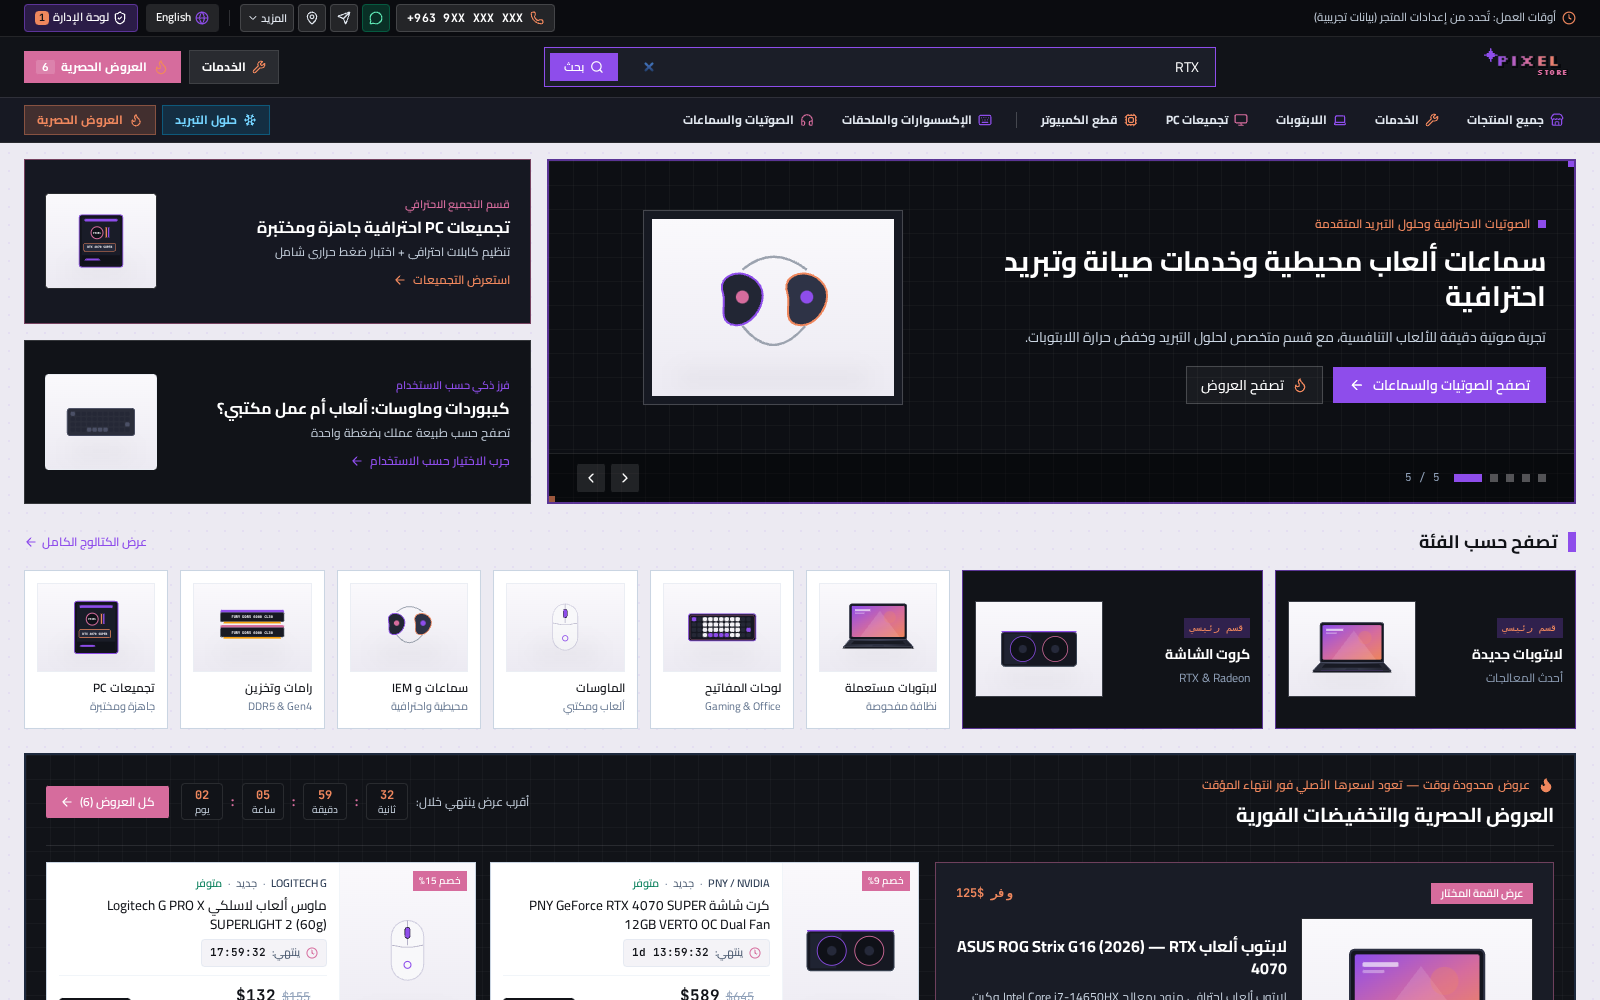 أوقات العمل: تُحدد من إعدادات المتجر (بيانات تجريبية)
+963 9XX XXX XXX
المزيد
English
لوحة الإدارة 1
PIXEL
STORE
RTX
بحث
الخدمات
العروض الحصرية 6
جميع المنتجات
الخدمات
اللابتوبات
تجميعات PC
قطع الكمبيوتر
الإكسسوارات والملحقات
الصوتيات والسماعات
حلول التبريد
العروض الحصرية
الصوتيات الاحترافية وحلول التبريد المتقدمة
سماعات ألعاب محيطية وخدمات صيانة وتبريد
احترافية
تجربة صوتية دقيقة للألعاب التنافسية، مع قسم متخصص لحلول التبريد وخفض حرارة اللابتوبات.
تصفح الصوتيات والسماعات
تصفح العروض
5 / 5
قسم التجميع الاحترافي
تجميعات PC احترافية جاهزة ومختبرة
تنظيم كابلات احترافي + اختبار ضغط حراري شامل
استعرض التجميعات
فرز ذكي حسب الاستخدام
كيبوردات وماوسات: ألعاب أم عمل مكتبي؟
تصفح حسب طبيعة عملك بضغطة واحدة
جرب الاختيار حسب الاستخدام
تصفح حسب الفئة
عرض الكتالوج الكامل
قسم رئيسي
لابتوبات جديدة
أحدث المعالجات
قسم رئيسي
كروت الشاشة
RTX & Radeon
لابتوبات مستعملة
نظافة مفحوصة
لوحات المفاتيح
Gaming & Office
الماوسات
ألعاب ومكتبي
سماعات و IEM
محيطية واحترافية
رامات وتخزين
DDR5 & Gen4
تجميعات PC
جاهزة ومختبرة
عروض محدودة بوقت — تعود لسعرها الأصلي فور انتهاء المؤقت
العروض الحصرية والتخفيضات الفورية
أقرب عرض ينتهي خلال:
32 ثانية : 59 دقيقة : 05 ساعة : 02 يوم
كل العروض (6)
عرض القمة المختار
وفر $125
لابتوب ألعاب ASUS ROG Strix G16 (2026) — RTX
4070
لابتوب ألعاب احترافي مزود بمعالج Intel Core i7-14650HX وكرت
خصم 9%
PNY / NVIDIA · جديد · متوفر
كرت شاشة PNY GeForce RTX 4070 SUPER
12GB VERTO OC Dual Fan
ينتهي: 1d 13:59:32
$645 $589
خصم 15%
LOGITECH G · جديد · متوفر
ماوس ألعاب لاسلكي Logitech G PRO X
SUPERLIGHT 2 (60g)
ينتهي: 17:59:32
$155 $132